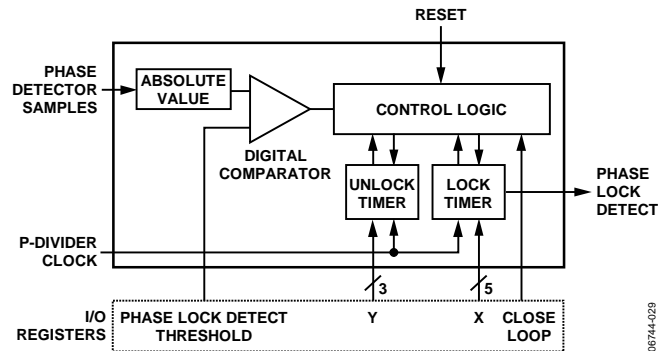 RESET
PHASE
DETECTOR
SAMPLES
ABSOLUTE
VALUE
CONTROL LOGIC
DIGITAL
COMPARATOR
UNLOCK
TIMER
LOCK
TIMER
PHASE
LOCK
DETECT
P-DIVIDER
CLOCK
3
5
I/O
REGISTERS
PHASE LOCK DETECT
THRESHOLD
Y
X
CLOSE
LOOP
06744-029